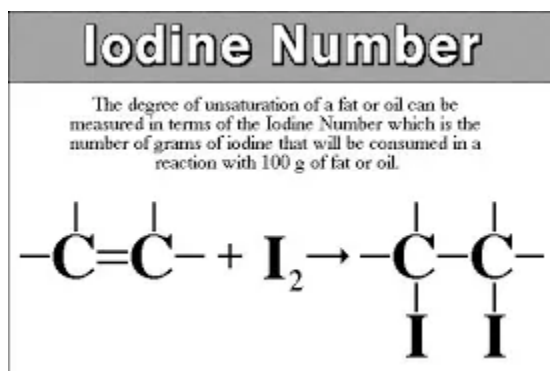 Iodine Number
The degree of unsaturation of a fat or oil can be
measured in terms of the Iodine Number which is the
number of grams of iodine that will be consumed in a
reaction with 100 g of fat or oil.
–C=C– + I₂ → –C–C–
I I